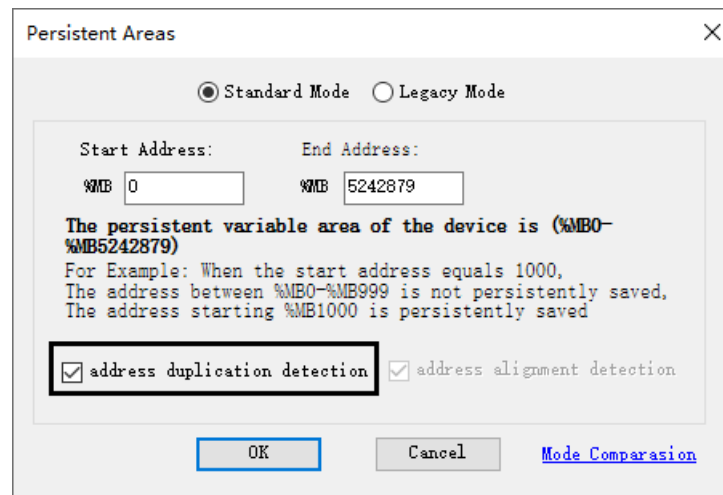 Persistent Areas
Standard Mode Legacy Mode
Start Address: End Address:
%MB 0 %MB 5242879
The persistent variable area of the device is (%MB0-
%MB5242879)
For Example: When the start address equals 1000,
The address between %MB0-%MB999 is not persistently saved,
The address starting %MB1000 is persistently saved
address duplication detection address alignment detection
OK Cancel Mode Comparasion